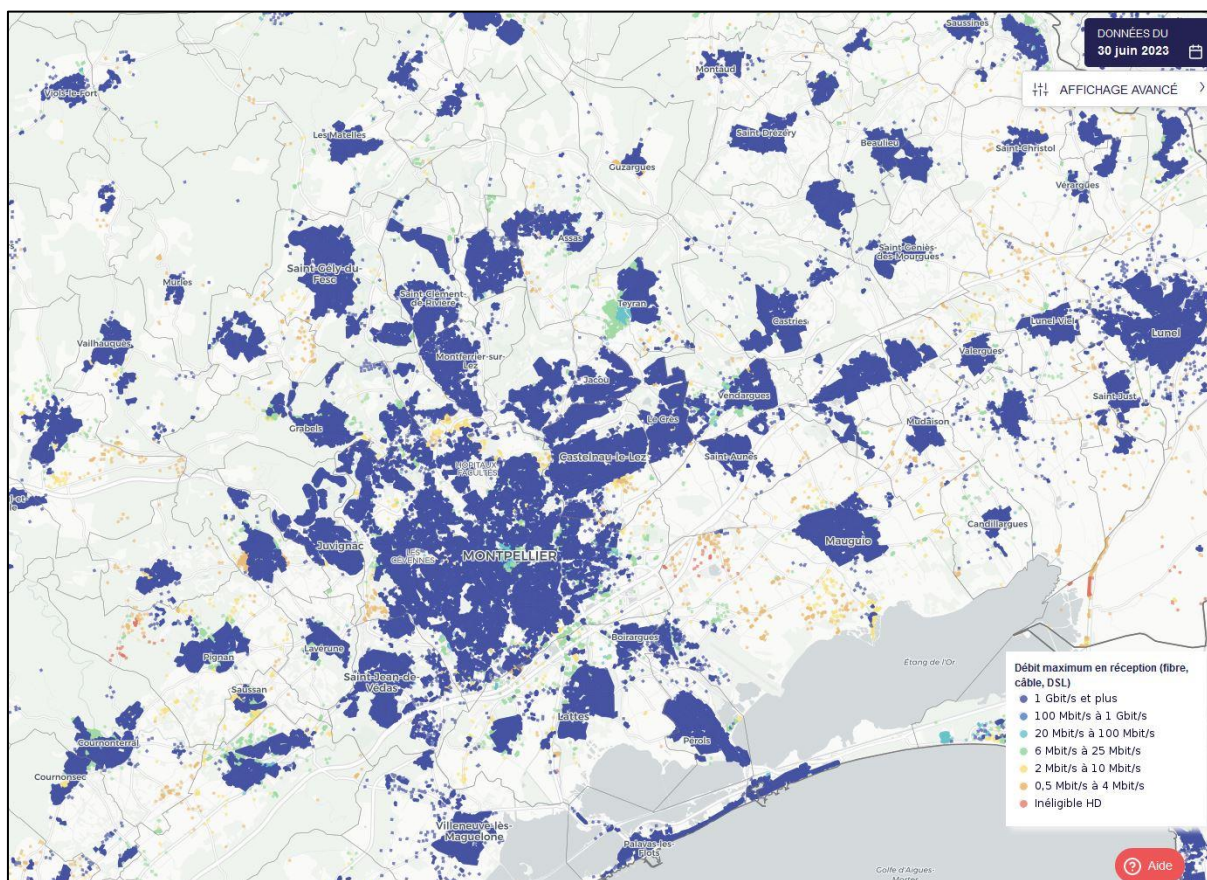 Saussines
DONNÉES DU
30 juin 2023
AFFICHAGE AVANCÉ
Montaud
Viols-le-Fort
Les Matelles
Saint-Drézéry
Beaulieu
Saint-Christol
Guzargues
Vérargues
Assas
Saint-Geniès-
des Mourgues
Saint-Gély-du-
Fesc
Murles
Saint-Clément-
de-Rivière
Teyran
Castries
Lunel-Viel
Lunel
Vailhauquès
Montferrier-sur-
Lez
Valergues
Jacou
Vendargues
Saint-Just
Grabels
Le Crès
Mudaison
HÔPITAUX
FACULTÉS
Castelnau-le-Lez
Saint-Aunès
Candillargues
Juvignac
LES
CÉVENNES
MONTPELLIER
Mauguio
Boirargues
Pignan
Lavérune
Étang de l'Or
Saint-Jean-de-
Védas
Saussan
Lattes
Pérols
Cournonterral
Cournonsec
Villeneuve-lès-
Maguelone
Palavas-les-
Flots
Débit maximum en réception (fibre,
câble, DSL)
1 Gbit/s et plus
100 Mbit/s à 1 Gbit/s
20 Mbit/s à 100 Mbit/s
6 Mbit/s à 25 Mbit/s
2 Mbit/s à 10 Mbit/s
0,5 Mbit/s à 4 Mbit/s
Inéligible HD
Aide
Golfe d'Aigues-